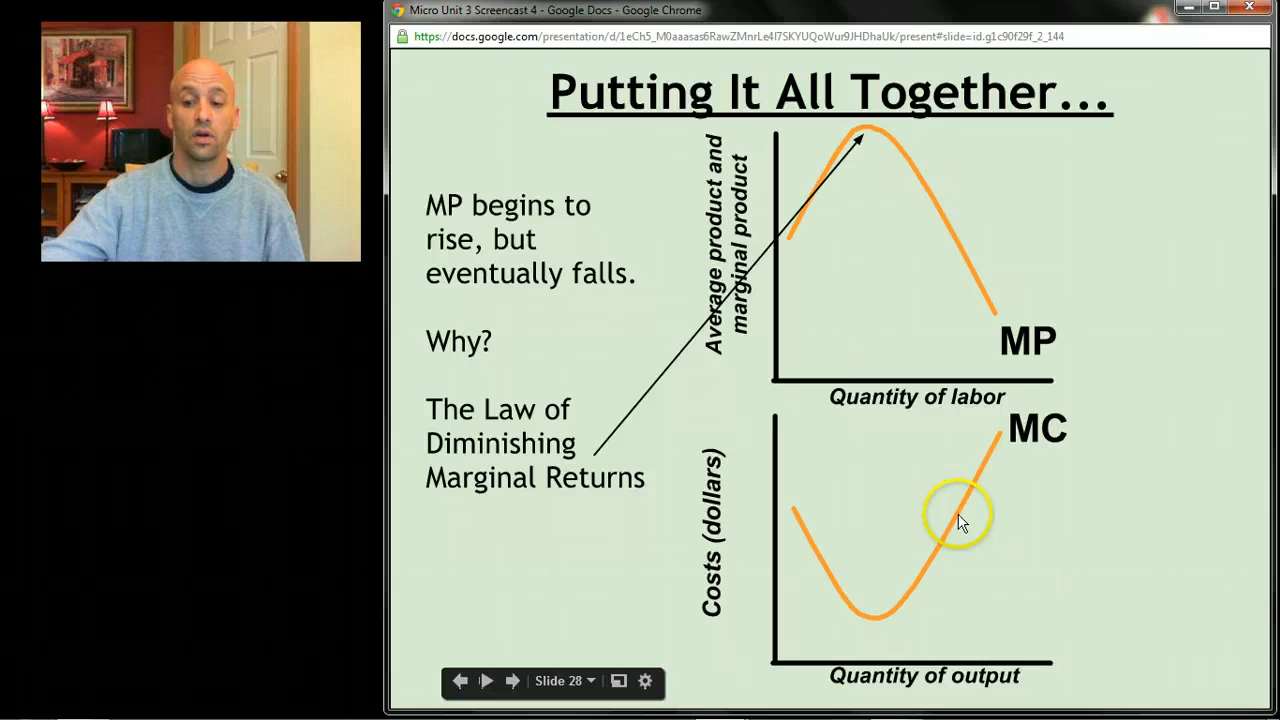 Micro Unit 3 Screencast 4 - Google Docs - Google Chrome
https://docs.google.com/presentation/d/1eCh5_M0aaasas6RawZMnrLe4l7SKYUQoWur9JHDhaUk/present#slide=id.g1c90f29f_2_144
Putting It All Together...
MP begins to
rise, but
eventually falls.
Why?
The Law of
Diminishing
Marginal Returns
Average product and
marginal product
MP
Quantity of labor
MC
Costs (dollars)
Quantity of output
Slide 28